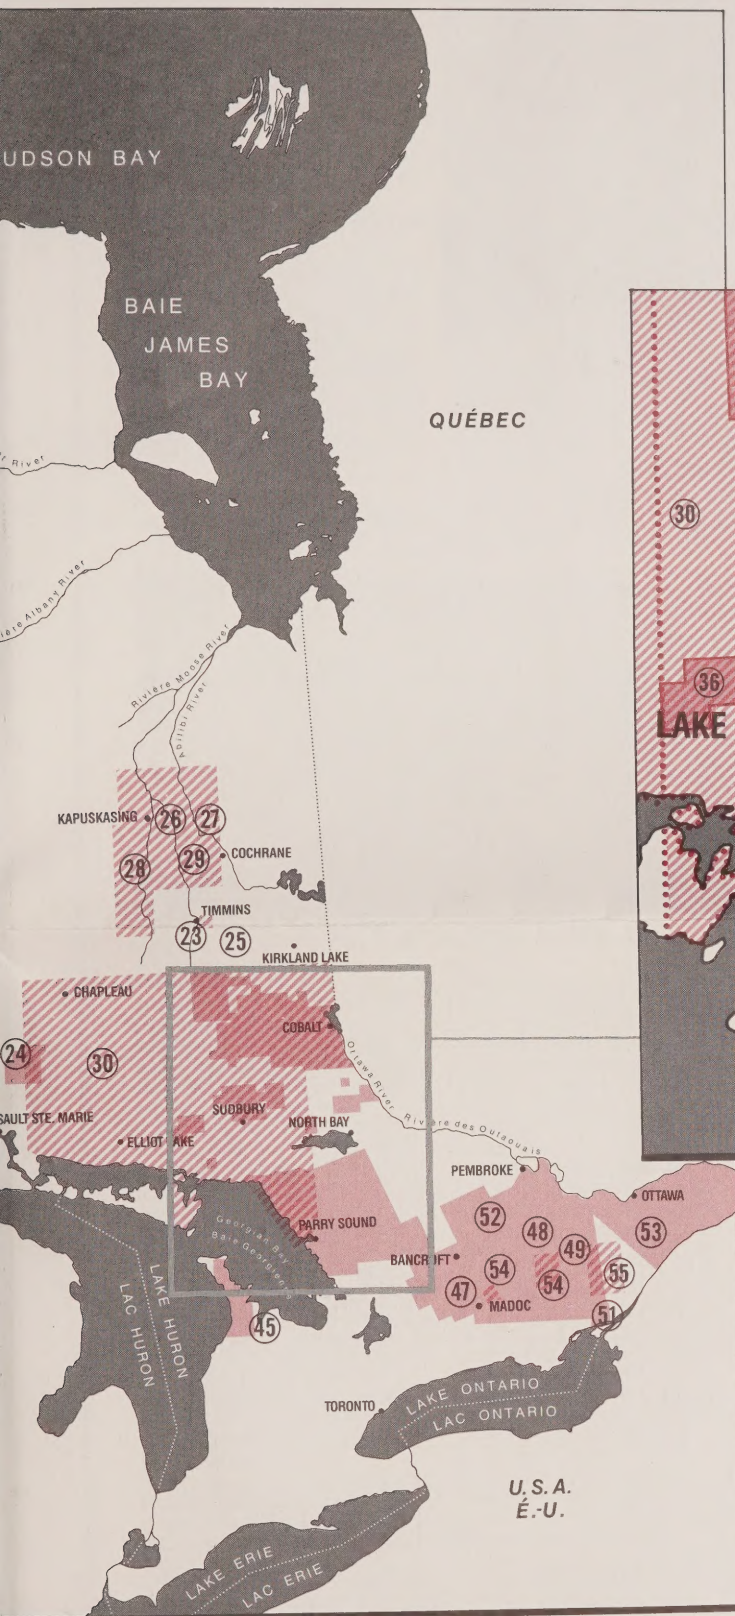 UDSON BAY
BAIE
JAMES
BAY
QUÉBEC
30
36
LAKE
r River
ière Albany River
Rivière Moose River
Abitibi River
KAPUSKASING
26
27
28
29
COCHRANE
TIMMINS
23
25
KIRKLAND LAKE
CHAPLEAU
COBALT
24
30
Ottawa River - Rivière des Outaouais
SUDBURY
SAULT STE. MARIE
NORTH BAY
ELLIOT LAKE
PEMBROKE
OTTAWA
52
48
53
PARRY SOUND
Georgian Bay
Baie Georgien
BANCROFT
49
54
54
55
47
MADOC
51
45
LAKE HURON
LAC HURON
TORONTO
LAKE ONTARIO
LAC ONTARIO
U.S.A.
É.-U.
LAKE ERIE
LAC ERIE